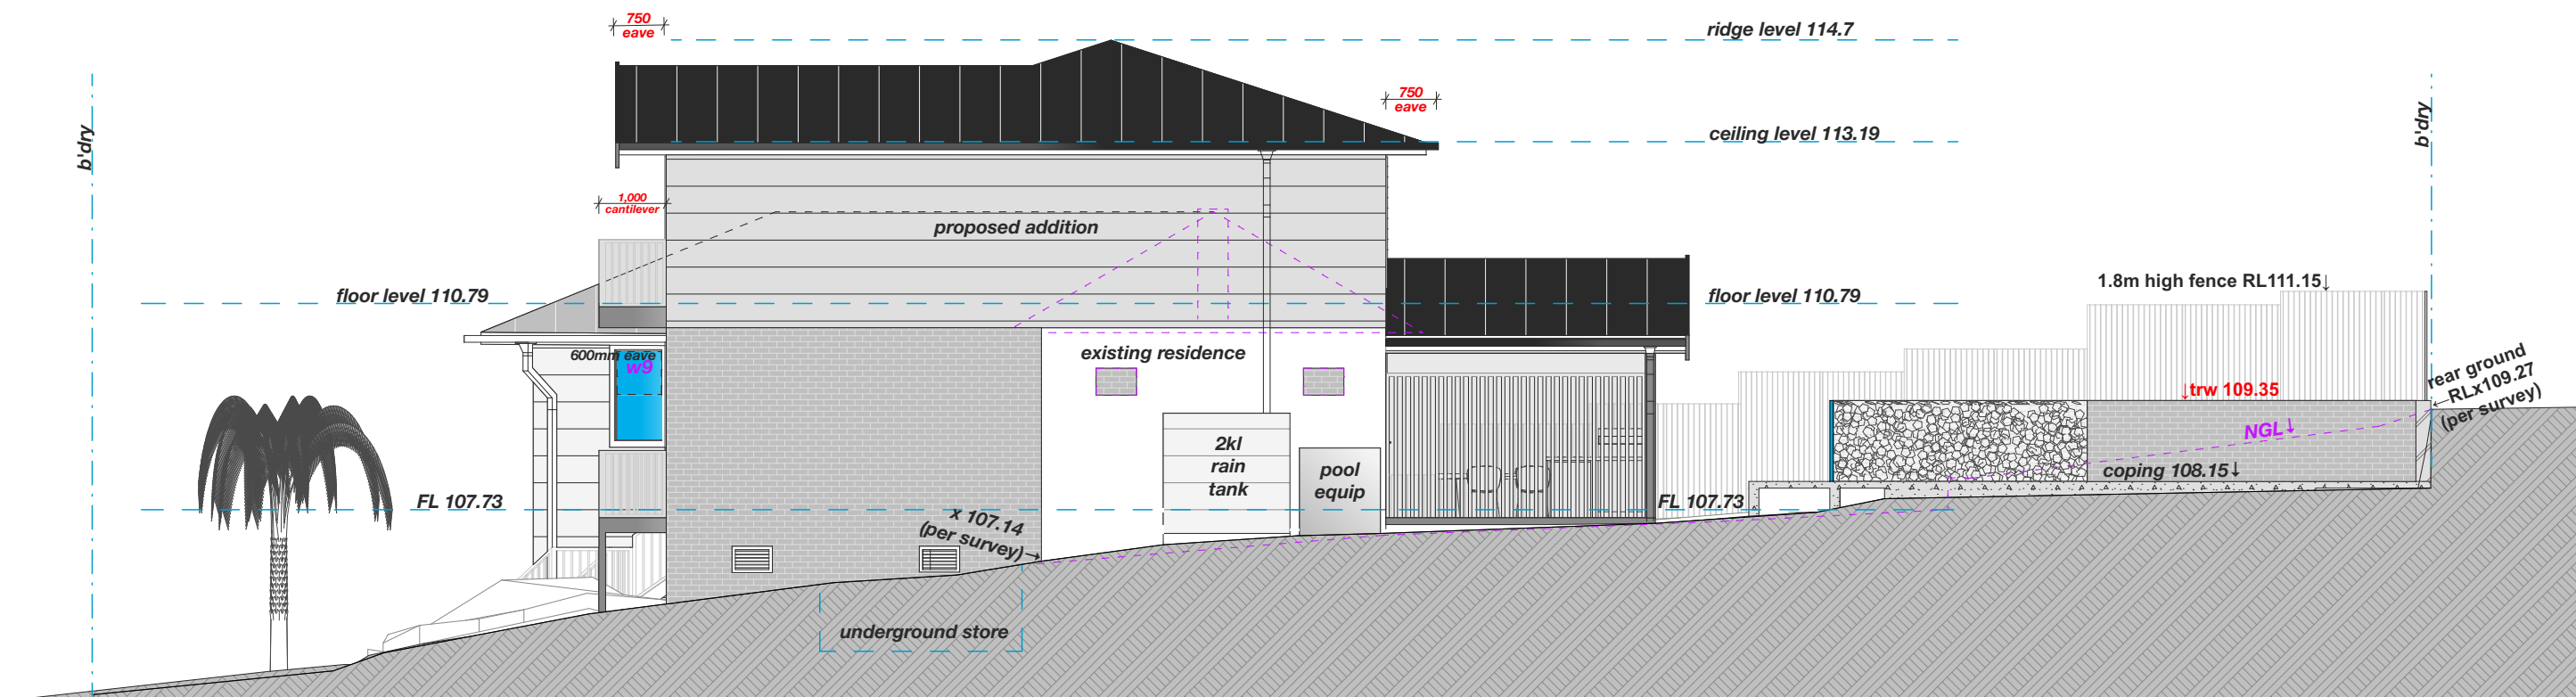 750
eave
ridge level 114.7
750
eave
b'dry
b'dry
ceiling level 113.19
1,000
cantilever
proposed addition
1.8m high fence RL111.15↓
floor level 110.79
floor level 110.79
600mm eave
w9
existing residence
rear ground
←RLx109.27
(per survey)
↓trw 109.35
NGL↓
2kl
rain
tank
pool
equip
coping 108.15↓
FL 107.73
FL 107.73
x 107.14
(per survey)→
underground store